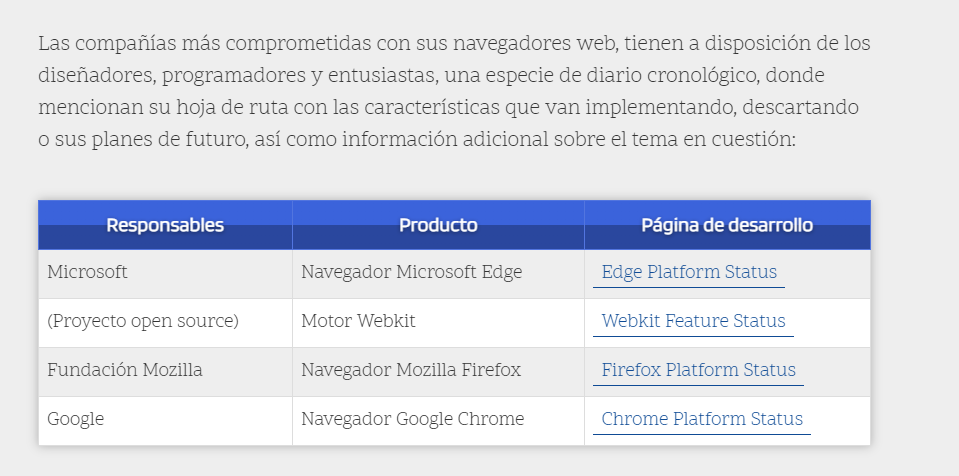 Las compañías más comprometidas con sus navegadores web, tienen a disposición de los
diseñadores, programadores y entusiastas, una especie de diario cronológico, donde
mencionan su hoja de ruta con las características que van implementando, descartando
o sus planes de futuro, así como información adicional sobre el tema en cuestión:
Responsables Producto Página de desarrollo
Microsoft Navegador Microsoft Edge Edge Platform Status
(Proyecto open source) Motor Webkit Webkit Feature Status
Fundación Mozilla Navegador Mozilla Firefox Firefox Platform Status
Google Navegador Google Chrome Chrome Platform Status